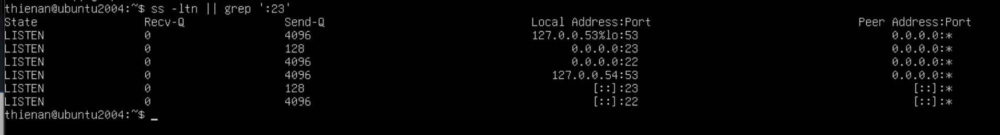 thienan@ubuntu2004:~$ ss -ltn || grep ':23'
State Recv-Q Send-Q Local Address:Port Peer Address:Port
LISTEN 0 4096 127.0.0.53%lo:53 0.0.0.0:*
LISTEN 0 128 0.0.0.0:23 0.0.0.0:*
LISTEN 0 4096 0.0.0.0:22 0.0.0.0:*
LISTEN 0 4096 127.0.0.54:53 0.0.0.0:*
LISTEN 0 128 [::]:23 [::]:*
LISTEN 0 4096 [::]:22 [::]:*
thienan@ubuntu2004:~$ _